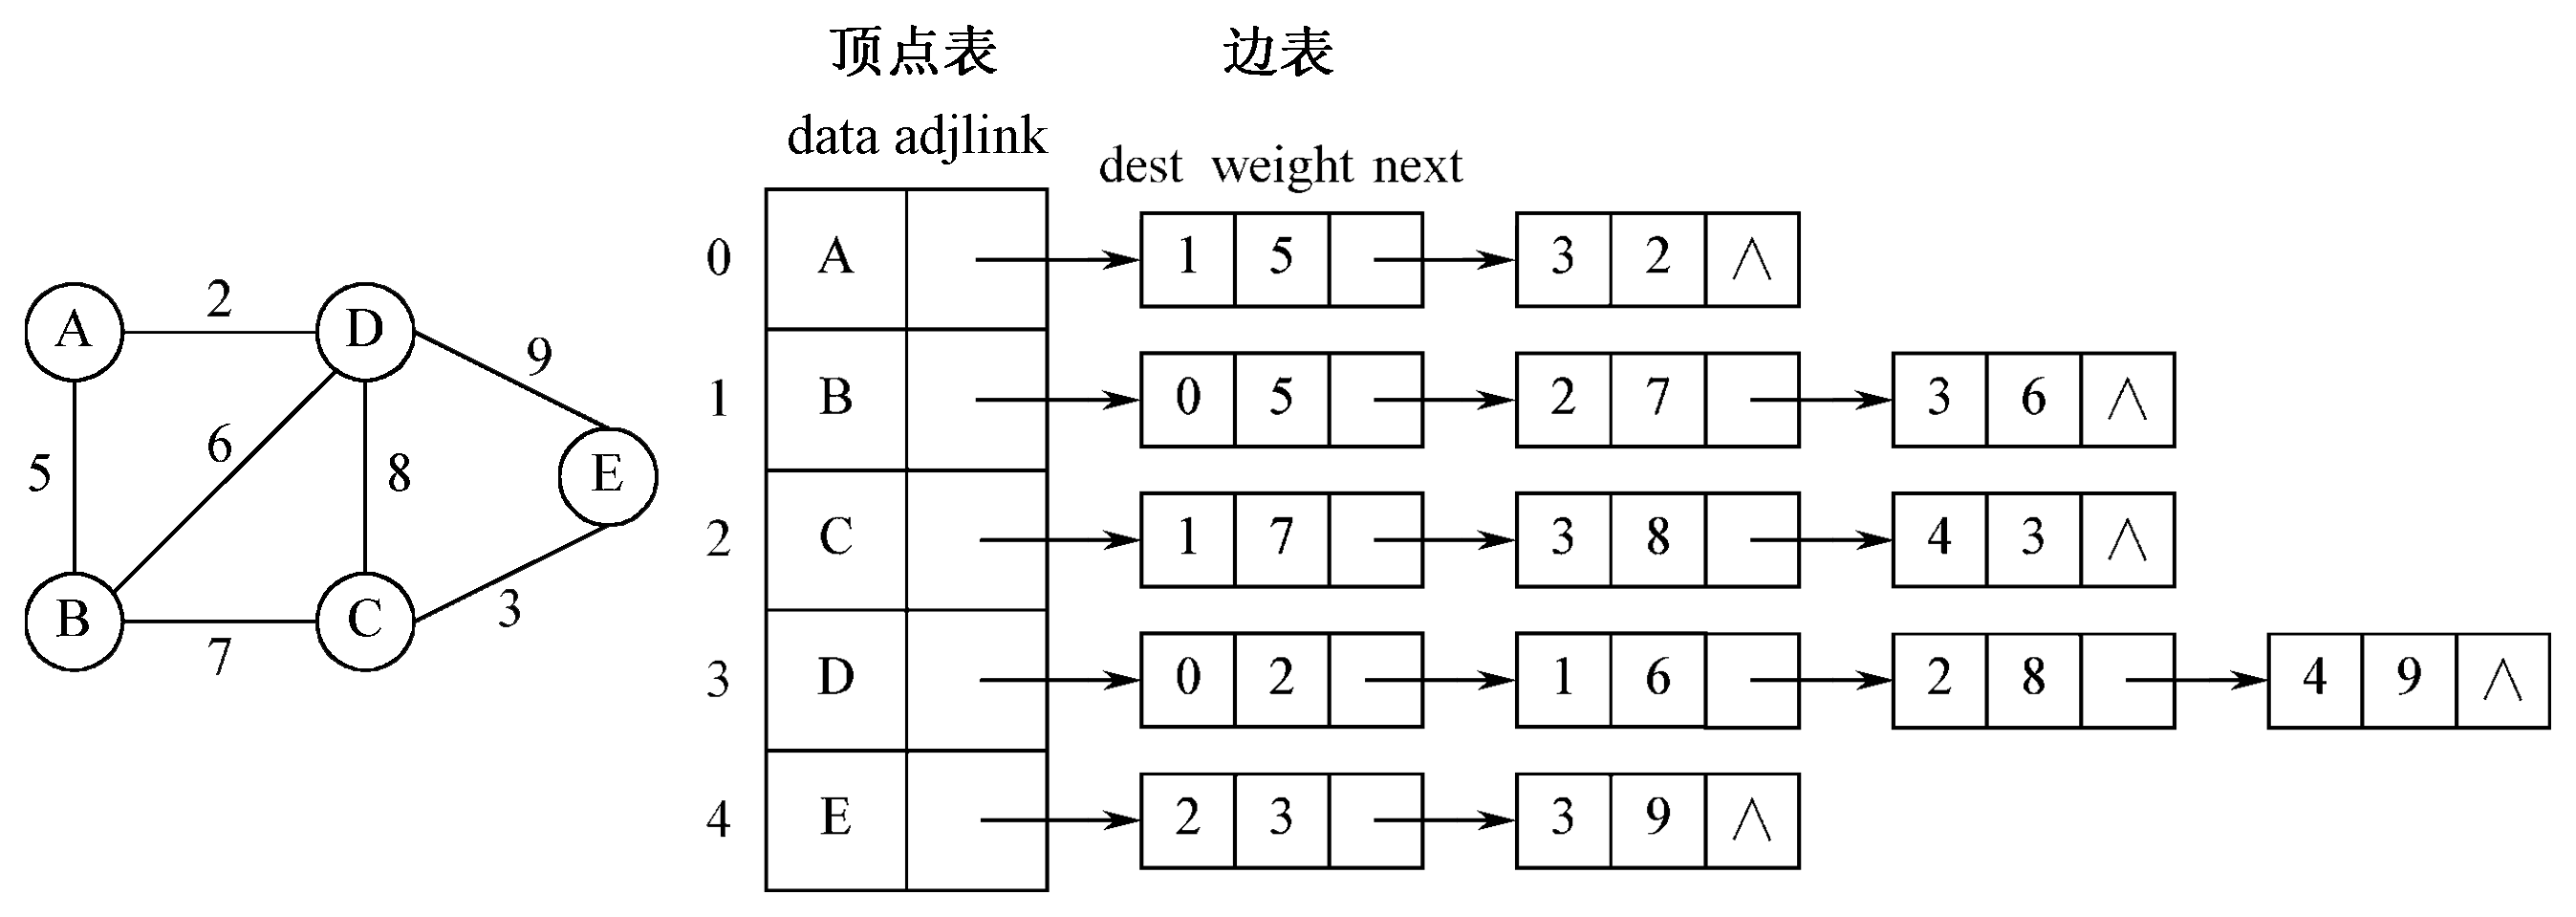 顶点表 边表
data adjlink
dest weight next
0 A 1 5 3 2 ∧
A 2 D 9
1 B 0 5 2 7 3 6 ∧
5 6 8 E
2 C 1 7 3 8 4 3 ∧
B 7 C 3
3 D 0 2 1 6 2 8 4 9 ∧
4 E 2 3 3 9 ∧